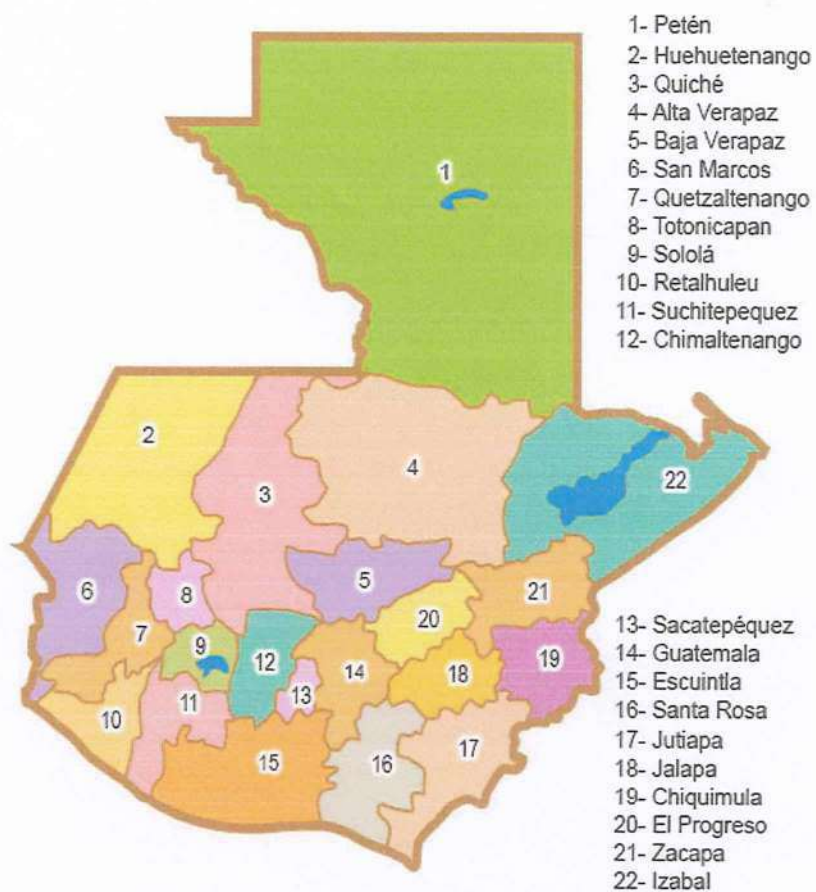 1- Petén
2- Huehuetenango
3- Quiché
4- Alta Verapaz
5- Baja Verapaz
6- San Marcos
7- Quetzaltenango
8- Totonicapan
9- Sololá
10- Retalhuleu
11- Suchitepequez
12- Chimaltenango
1
2
3
4
22
6
8
5
21
7
9
12
20
19
13
14
18
10
11
15
16
17
13- Sacatepéquez
14- Guatemala
15- Escuintla
16- Santa Rosa
17- Jutiapa
18- Jalapa
19- Chiquimula
20- El Progreso
21- Zacapa
22- Izabal